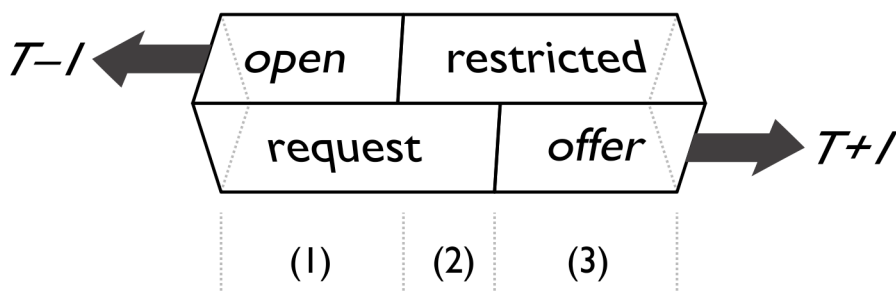 T–1 open restricted
request offer T+1
(1) (2) (3)